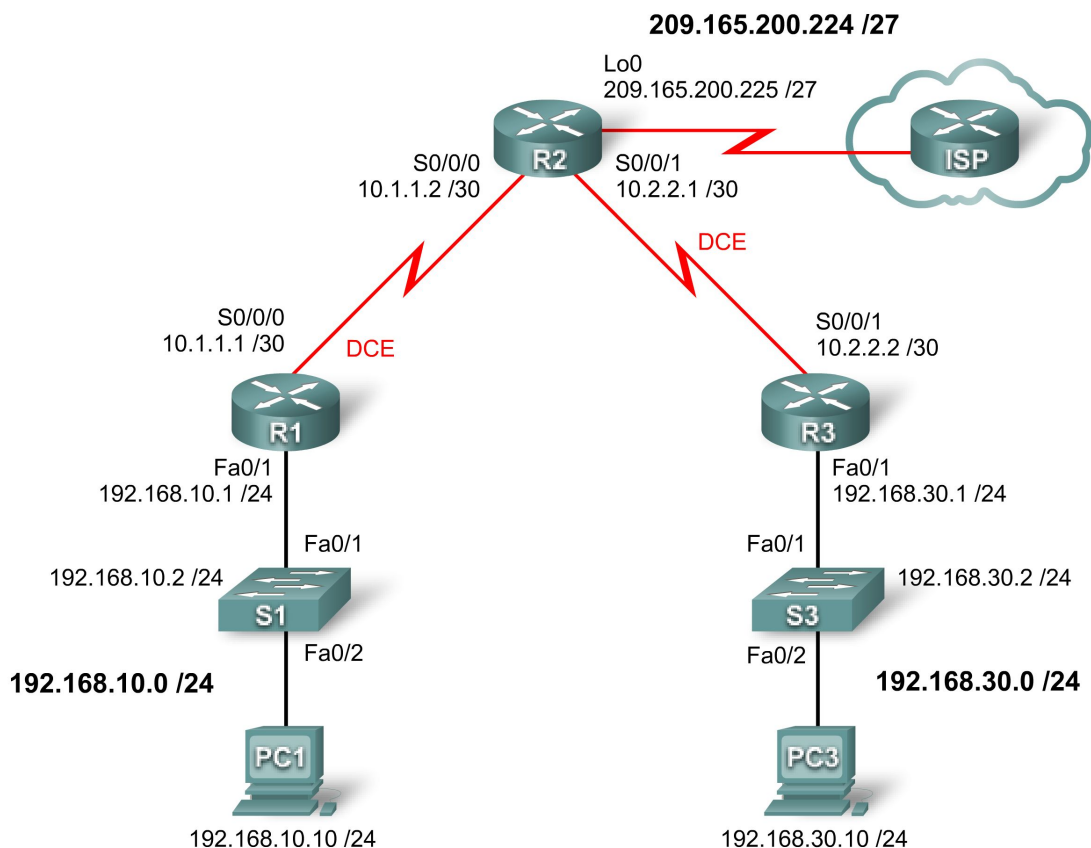 209.165.200.224 /27
Lo0
209.165.200.225 /27
R2
ISP
S0/0/0
10.1.1.2 /30
S0/0/1
10.2.2.1 /30
DCE
S0/0/0
10.1.1.1 /30
DCE
S0/0/1
10.2.2.2 /30
R1
R3
Fa0/1
192.168.10.1 /24
Fa0/1
192.168.30.1 /24
Fa0/1
192.168.10.2 /24
S1
Fa0/1
192.168.30.2 /24
S3
Fa0/2
192.168.10.0 /24
Fa0/2
192.168.30.0 /24
PC1
192.168.10.10 /24
PC3
192.168.30.10 /24